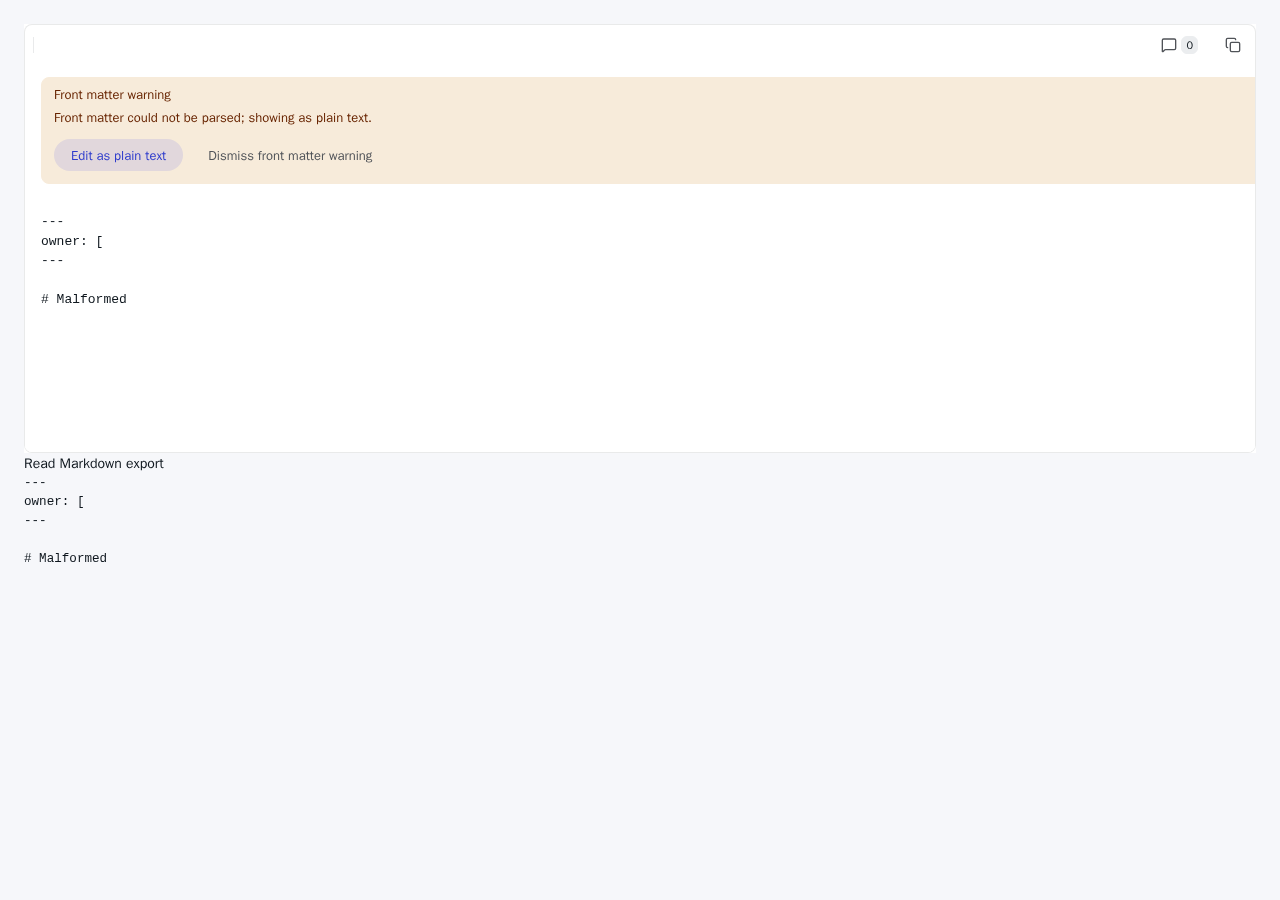 0
Front matter warning
Front matter could not be parsed; showing as plain text.
Edit as plain text Dismiss front matter warning
---
owner: [
---
# Malformed
Read Markdown export
---
owner: [
---
# Malformed